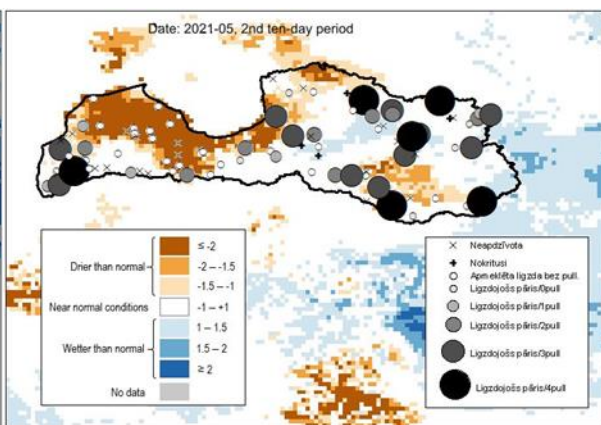 Date: 2021-05, 2nd ten-day period
≤ -2
Drier than normal
-2 – -1.5
-1.5 – -1
Near normal conditions
-1 – +1
1 – 1.5
Wetter than normal
1.5 – 2
≥ 2
No data
Neapdzīvota
Nokritusi
Apmeklēta ligzda bez pull.
Ligzdojošs pāris/0pull
Ligzdojošs pāris/1pull
Ligzdojošs pāris/2pull
Ligzdojošs pāris/3pull
Ligzdojošs pāris/4pull